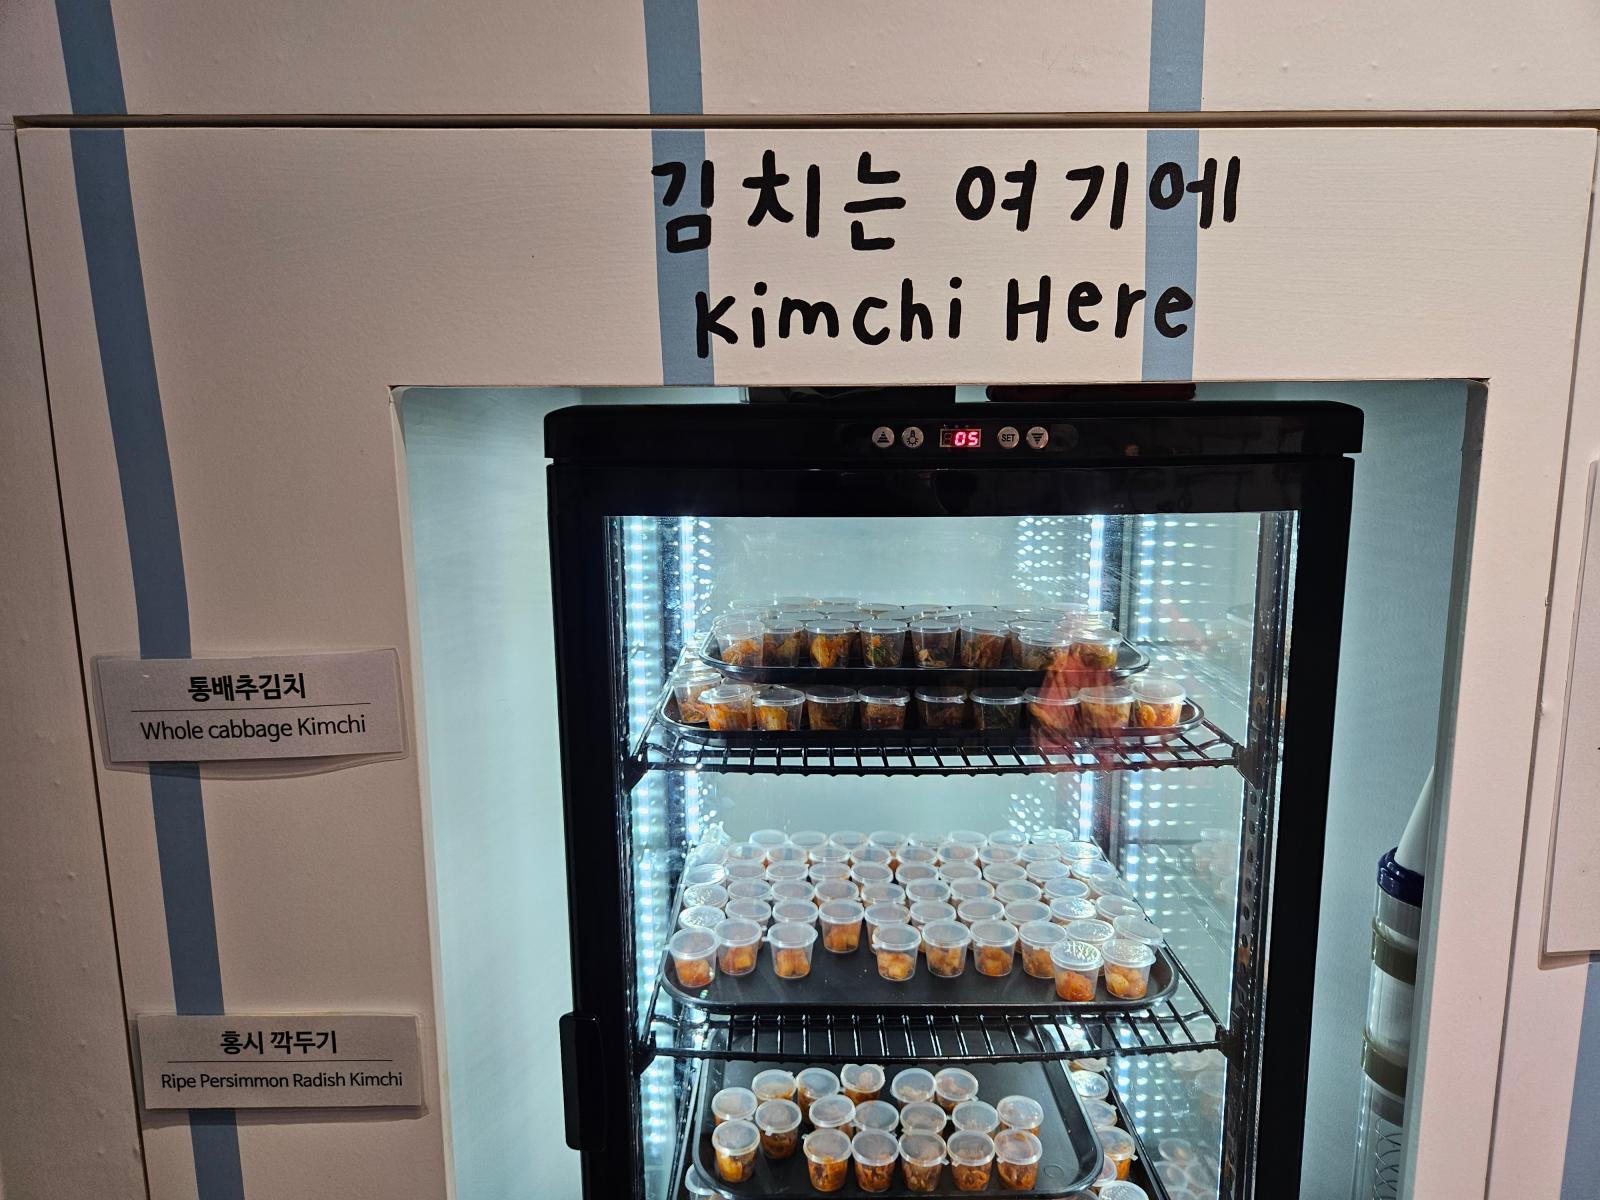 김치는 여기에
Kimchi Here
05
SET
통배추김치
Whole cabbage Kimchi
홍시 깍두기
Ripe Persimmon Radish Kimchi